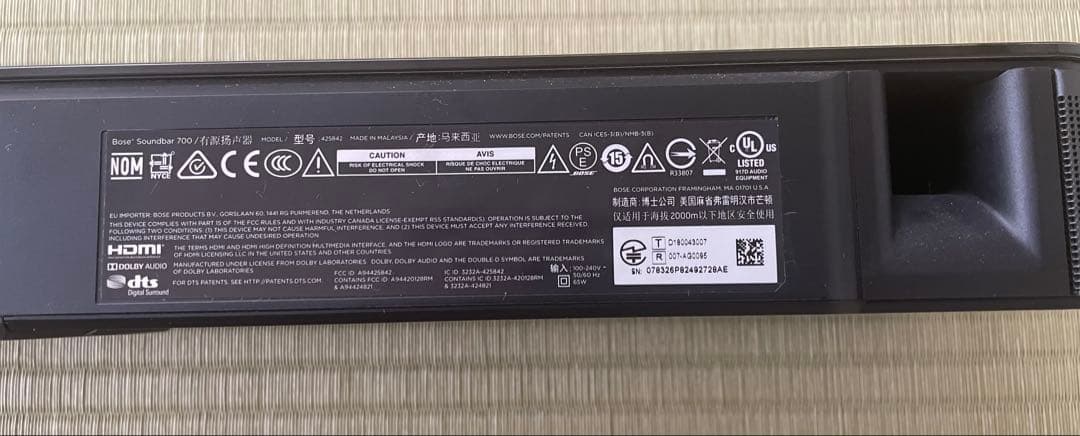 Bose® Soundbar 700 / 有源扬声器 MODEL / 型号 :425842 MADE IN MALAYSIA / 产地:马来西亚 WWW.BOSE.COM/PATENTS CAN ICES-3(B)/NMB-3(B)
NOM NYCE CE CCC
CAUTION
RISK OF ELECTRICAL SHOCK
DO NOT OPEN
AVIS
RISQUE DE CHOC ELECTRIQUE
NE PAS OUVRIR
PS E
BOSE
15
R33807
C UL US
LISTED
917D AUDIO
EQUIPMENT
BOSE CORPORATION FRAMINGHAM, MA 01701 U.S.A.
制造商: 博士公司 美国麻省弗雷明汉市芒顿
仅适用于海拔2000m以下地区安全使用
EU IMPORTER: BOSE PRODUCTS B.V., GORSLAAN 60, 1441 RG PURMEREND, THE NETHERLANDS
THIS DEVICE COMPLIES WITH PART 15 OF THE FCC RULES AND WITH INDUSTRY CANADA LICENSE-EXEMPT RSS STANDARD(S). OPERATION IS SUBJECT TO THE
FOLLOWING TWO CONDITIONS: (1) THIS DEVICE MAY NOT CAUSE HARMFUL INTERFERENCE, AND (2) THIS DEVICE MUST ACCEPT ANY INTERFERENCE RECEIVED,
INCLUDING INTERFERENCE THAT MAY CAUSE UNDESIRED OPERATION
HDMI THE TERMS HDMI AND HDMI HIGH DEFINITION MULTIMEDIA INTERFACE, AND THE HDMI LOGO ARE TRADEMARKS OR REGISTERED TRADEMARKS
OF HDMI LICENSING LLC IN THE UNITED STATES AND OTHER COUNTRIES.
DOLBY AUDIO MANUFACTURED UNDER LICENSE FROM DOLBY LABORATORIES. DOLBY, DOLBY AUDIO AND THE DOUBLE-D SYMBOL ARE TRADEMARKS
OF DOLBY LABORATORIES.
dts Digital Surround
FOR DTS PATENTS, SEE HTTP://PATENTS.DTS.COM
FCC ID: A94425842
CONTAINS FCC ID: A94420128RM
& A94424821
IC ID: 3232A-425842
CONTAINS IC ID 3232A-420128RM
& 3232A-424821
输入 : 100-240V~
50/60 Hz
65W
T D180043007
R 007-AG0095
SN: 078325P82492728AE